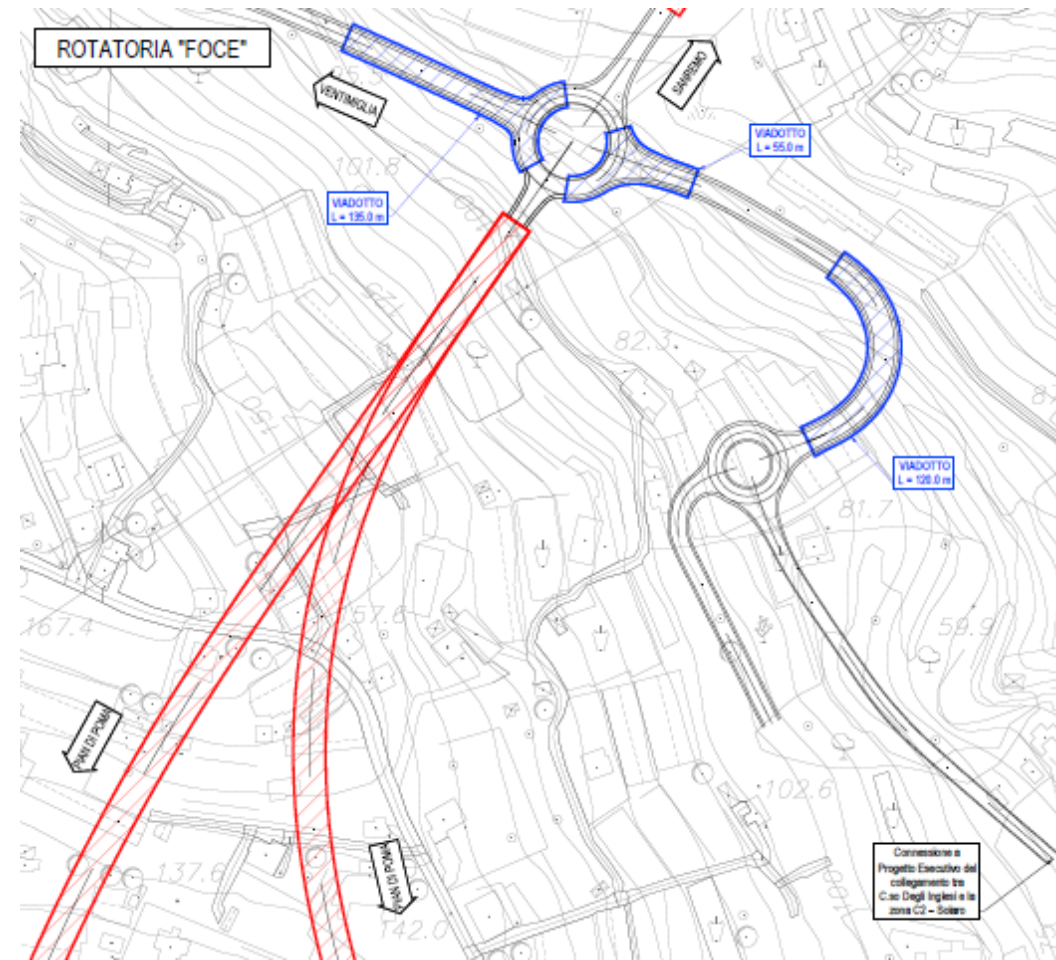 ROTATORIA "FOCE"
SANREMO
VENTIMIGLIA
VIADOTTO
L = 55.0 m
101.8
VIADOTTO
L = 135.0 m
82.3
VIADOTTO
L = 120.0 m
81.7
157.6
59.9
167.4
PIAN DI POMA
102.6
PIAN DI POMA
137.
142.0
Connessione a
Progetto Esecutivo del
collegamento tra
C.so Degli Inglesi e la
zona C2 – Solaro